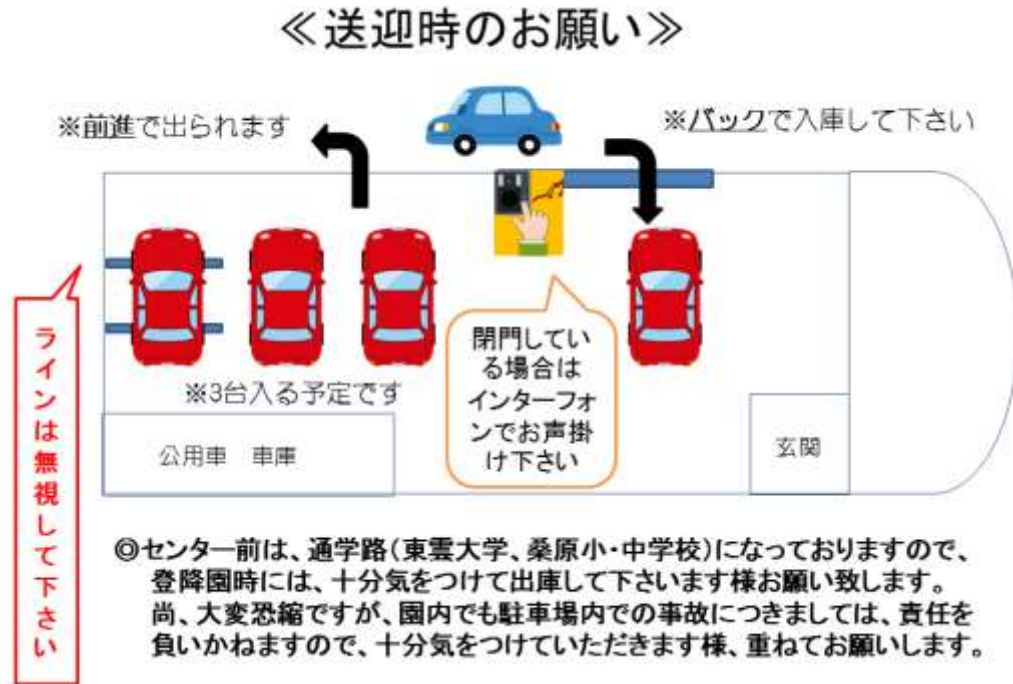 ≪送迎時のお願い≫
※前進で出られます
※バックで入庫して下さい
ラインは無視して下さい
閉門してい
る場合は
インターフォ
ンでお声掛
け下さい
※3台入る予定です
公用車　車庫
玄関
◎センター前は、通学路(東雲大学、桑原小・中学校)になっておりますので、
登降園時には、十分気をつけて出庫して下さいます様お願い致します。
尚、大変恐縮ですが、園内でも駐車場内での事故につきましては、責任を
負いかねますので、十分気をつけていただきます様、重ねてお願いします。